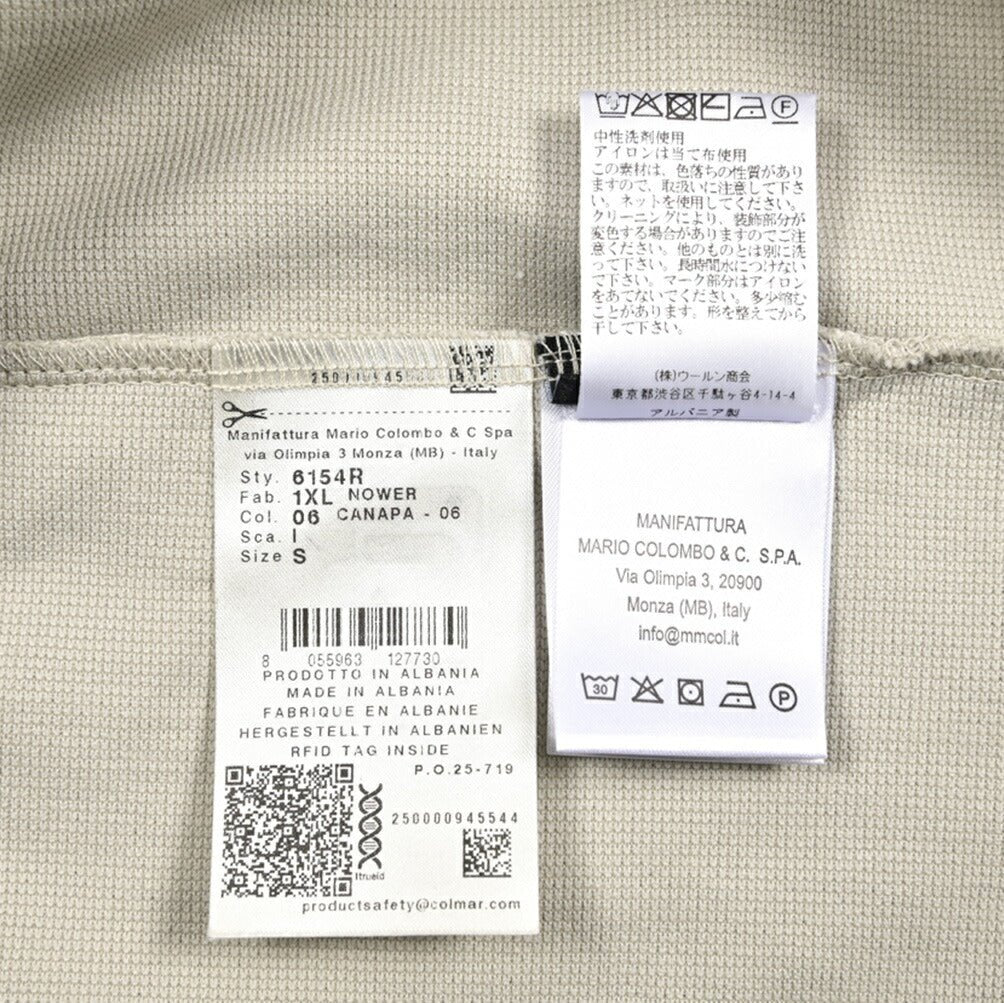 中性洗剤使用
アイロンは当て布使用
この素材は、色落ちの性質があり
ますので、取扱いに注意して下さ
い。ネットを使用してください。
クリーニングにより、装飾部分が
変色する場合がありますのでご注
意ください。他のものとは別に洗
って下さい。長時間水につけない
で下さい。マーク部分はアイロン
をあてないでください。多少縮む
ことがあります。形を整えてから
干して下さい。
(株)ウールン商会
東京都渋谷区千駄ヶ谷4-14-4
アルバニア製
Manifattura Mario Colombo & C Spa
via Olimpia 3 Monza (MB) - Italy
Sty. 6154R
Fab. 1XL NOWER
Col. 06 CANAPA - 06
Sca. I
Size S
8 055963 127730
PRODOTTO IN ALBANIA
MADE IN ALBANIA
FABRIQUE EN ALBANIE
HERGESTELLT IN ALBANIEN
RFID TAG INSIDE
P.O.25-719
250000945544
Itrueid
productsafety@colmar.com
MANIFATTURA
MARIO COLOMBO & C. S.P.A.
Via Olimpia 3, 20900
Monza (MB), Italy
info@mmcol.it
30
P
F